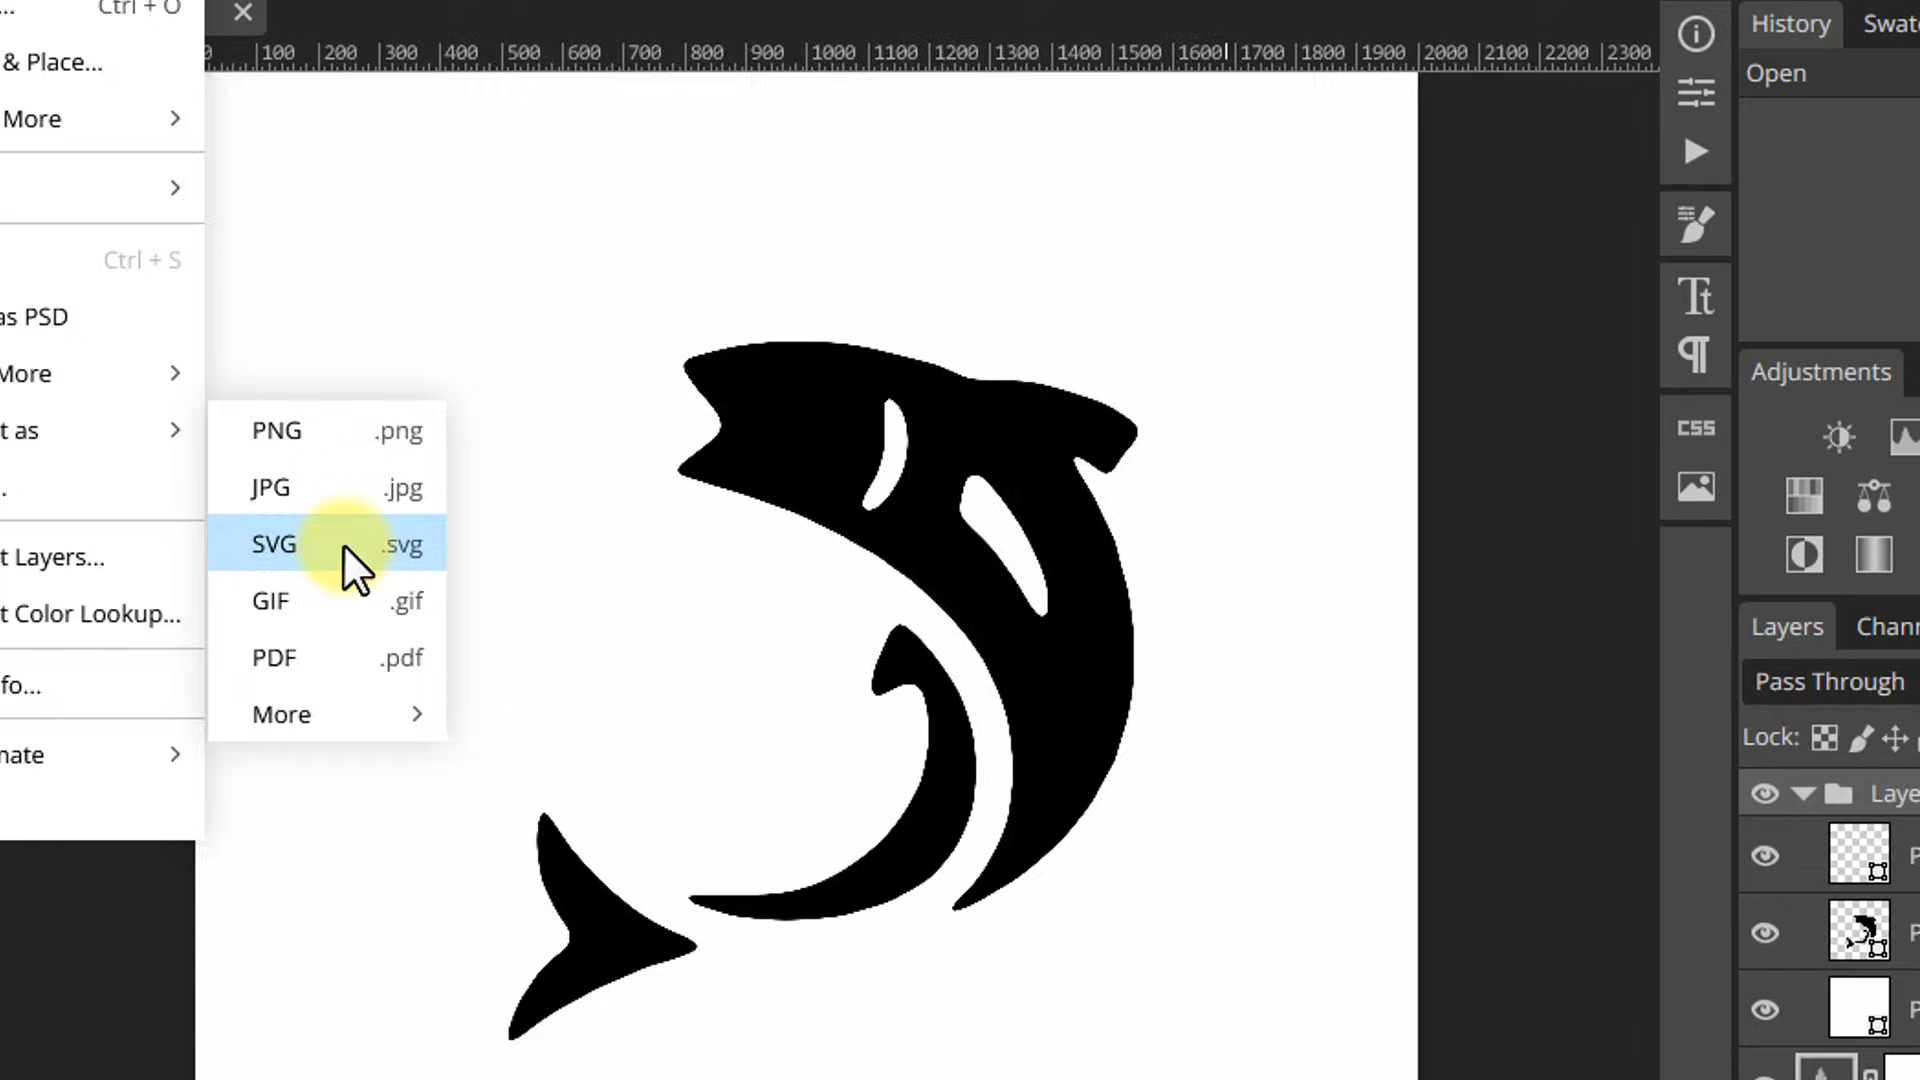 ... Ctrl + O
& Place...
More
Ctrl + S
as PSD
More
t as
.
t Layers...
t Color Lookup...
fo...
nate
PNG .png
JPG .jpg
SVG .svg
GIF .gif
PDF .pdf
More
0 100 200 300 400 500 600 700 800 900 1000 1100 1200 1300 1400 1500 1600 1700 1800 1900 2000 2100 2200 2300
Tt
¶
CSS
History Swatc
Open
Adjustments
Layers Chann
Pass Through
Lock:
Laye
P
P
P